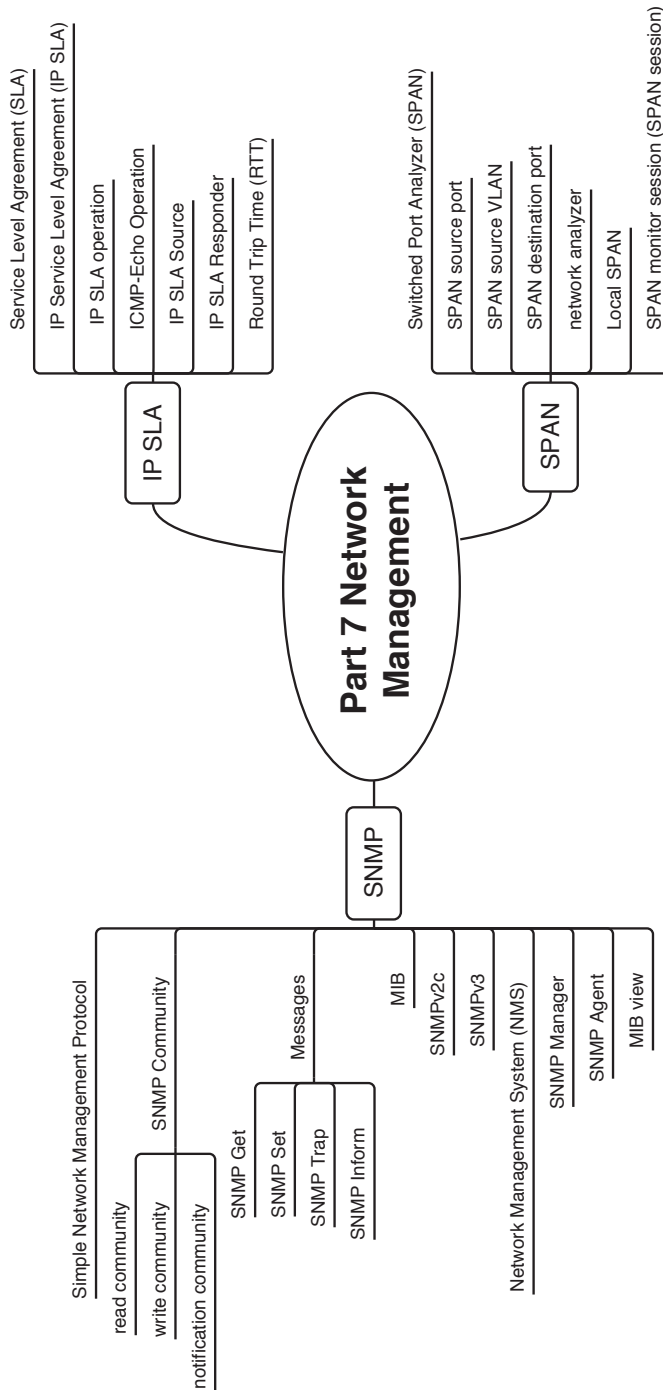 Simple Network Management Protocol
read community
write community
notification community
SNMP Community
SNMP Get
SNMP Set
SNMP Trap
SNMP Inform
Messages
MIB
SNMPv2c
SNMPv3
Network Management System (NMS)
SNMP Manager
SNMP Agent
MIB view
SNMP
Part 7 Network
Management
IP SLA
Service Level Agreement (SLA)
IP Service Level Agreement (IP SLA)
IP SLA operation
ICMP-Echo Operation
IP SLA Source
IP SLA Responder
Round Trip Time (RTT)
SPAN
Switched Port Analyzer (SPAN)
SPAN source port
SPAN source VLAN
SPAN destination port
network analyzer
Local SPAN
SPAN monitor session (SPAN session)